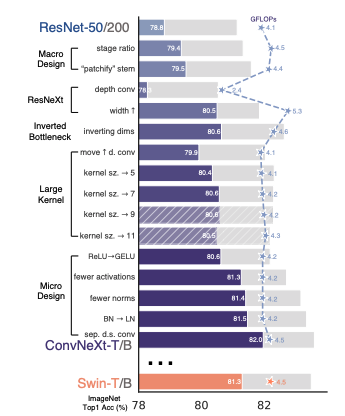 GFLOPs
ResNet-50/200 78.8 4.1
Macro Design
stage ratio 79.4 4.5
"patchify" stem 79.5 4.4
ResNeXt
depth conv 78. 2.4
width ↑ 80.5 5.3
Inverted Bottleneck
inverting dims 80.6 4.6
Large Kernel
move ↑ d. conv 79.9 4.1
kernel sz. → 5 80.4 4.1
kernel sz. → 7 80.6 4.2
kernel sz. → 9 80.6 4.2
kernel sz. → 11 80.5 4.3
Micro Design
ReLU→GELU 80.6 4.2
fewer activations 81.3 4.2
fewer norms 81.4 4.2
BN → LN 81.5 4.2
sep. d.s. conv
ConvNeXt-T/B 82.0 4.5
...
Swin-T/B 81.3 4.5
ImageNet
Top1 Acc (%) 78 80 82